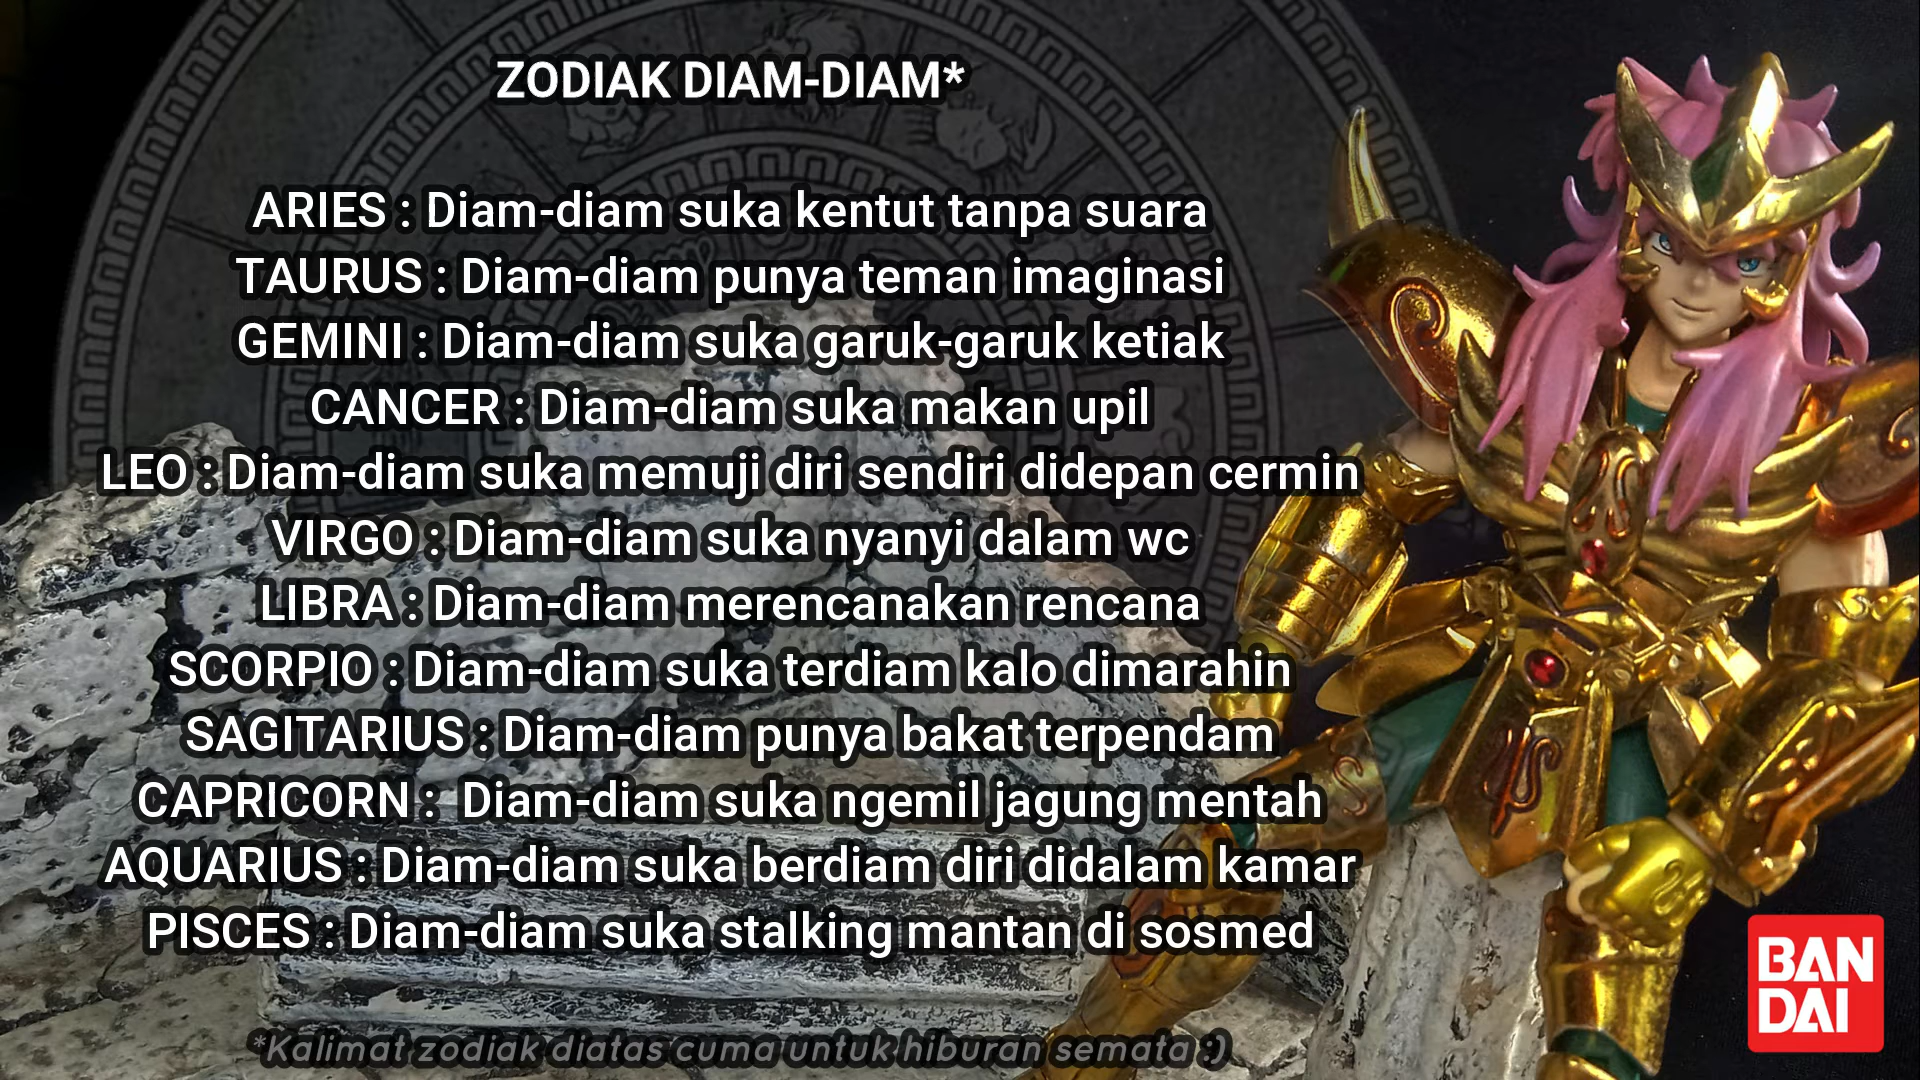 ZODIAK DIAM-DIAM*
ARIES : Diam-diam suka kentut tanpa suara
TAURUS : Diam-diam punya teman imaginasi
GEMINI : Diam-diam suka garuk-garuk ketiak
CANCER : Diam-diam suka makan upil
LEO : Diam-diam suka memuji diri sendiri didepan cermin
VIRGO : Diam-diam suka nyanyi dalam wc
LIBRA : Diam-diam merencanakan rencana
SCORPIO : Diam-diam suka terdiam kalo dimarahin
SAGITARIUS : Diam-diam punya bakat terpendam
CAPRICORN :  Diam-diam suka ngemil jagung mentah
AQUARIUS : Diam-diam suka berdiam diri didalam kamar
PISCES : Diam-diam suka stalking mantan di sosmed
*Kalimat zodiak diatas cuma untuk hiburan semata :)
BAN
DAI